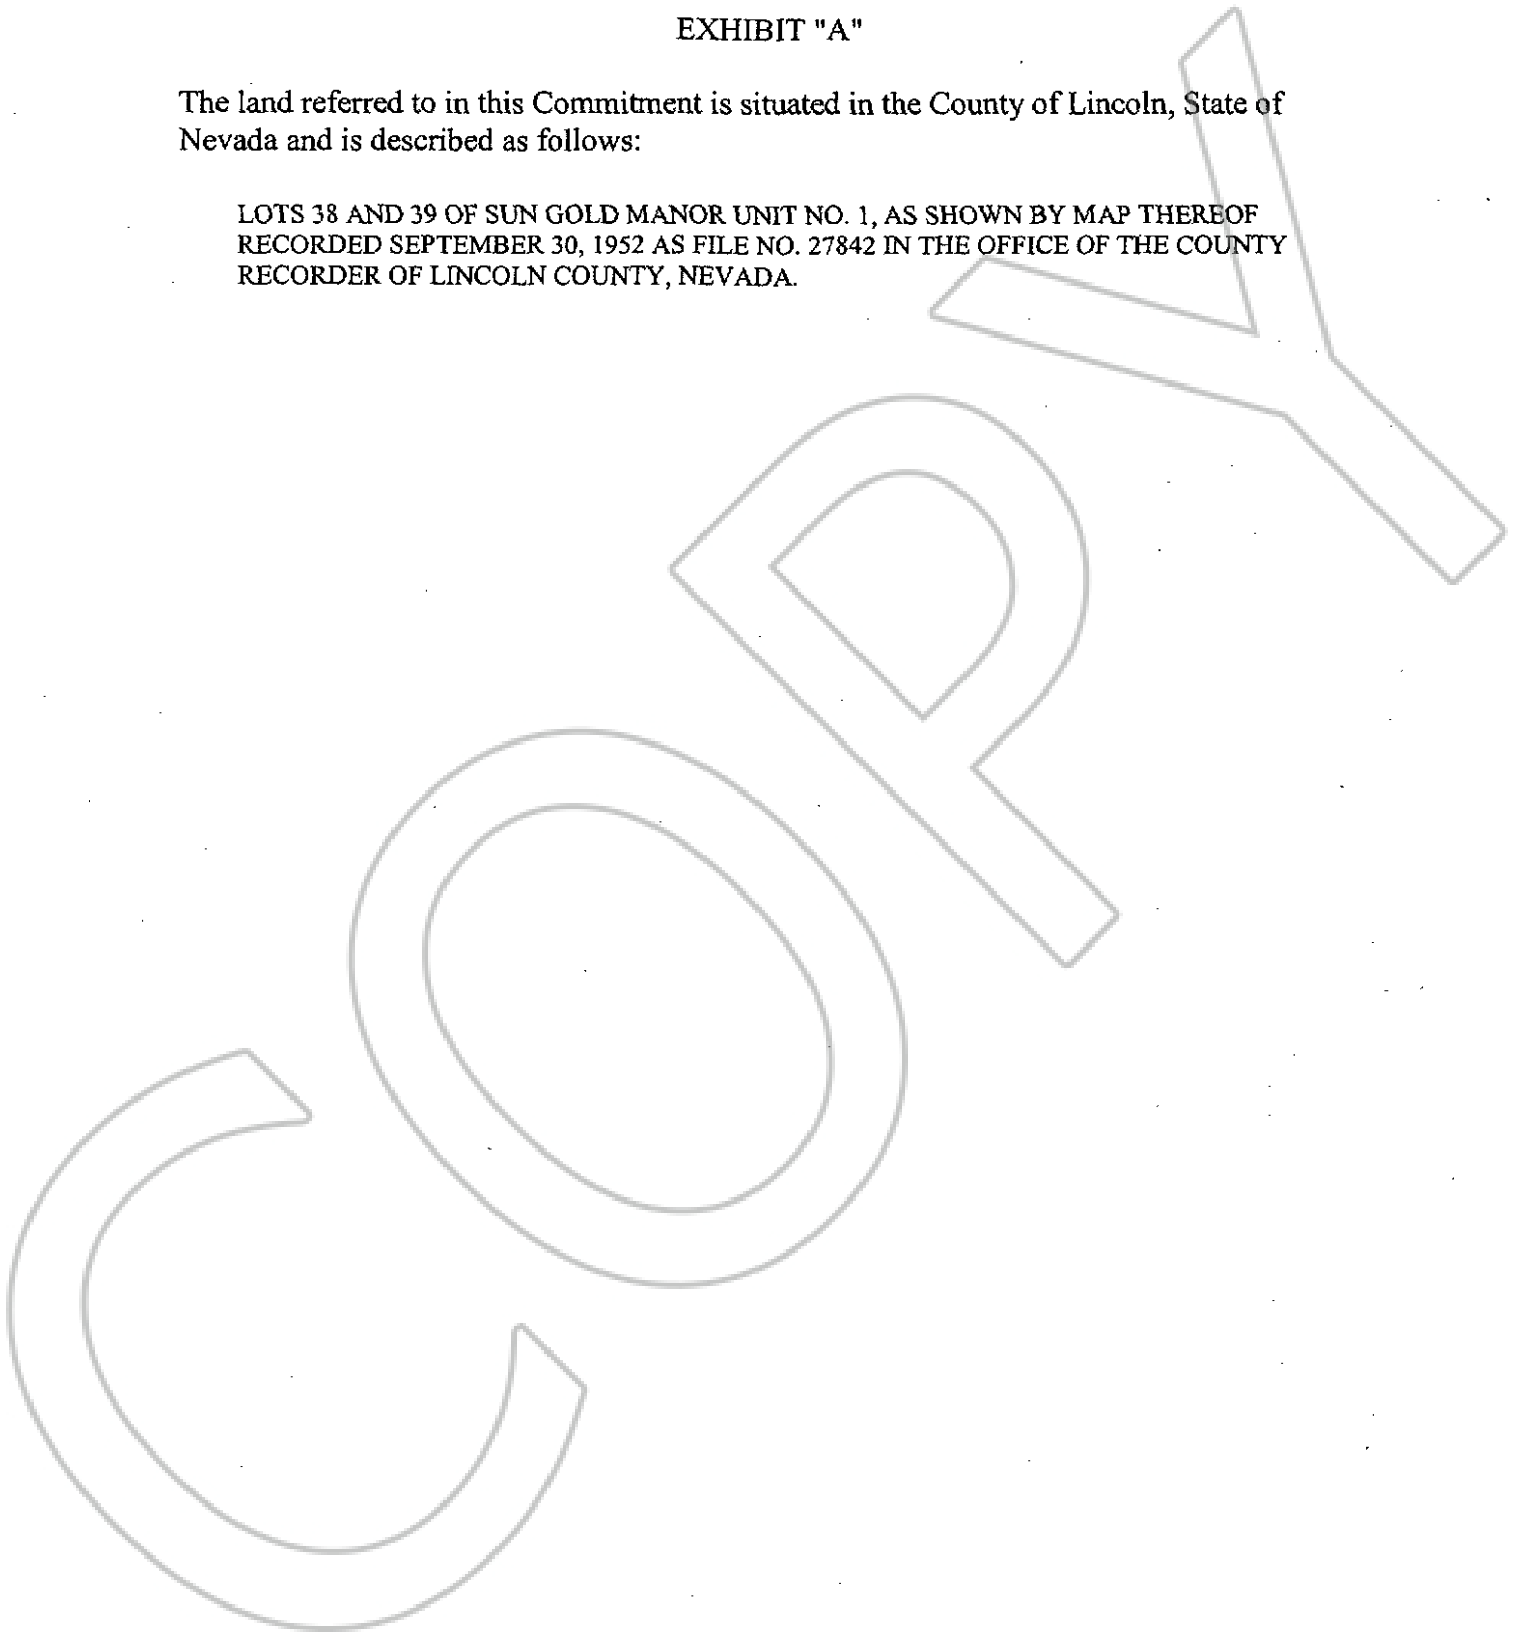 EXHIBIT "A"
The land referred to in this Commitment is situated in the County of Lincoln, State of
Nevada and is described as follows:
LOTS 38 AND 39 OF SUN GOLD MANOR UNIT NO. 1, AS SHOWN BY MAP THEREOF
RECORDED SEPTEMBER 30, 1952 AS FILE NO. 27842 IN THE OFFICE OF THE COUNTY
RECORDER OF LINCOLN COUNTY, NEVADA.
COPY